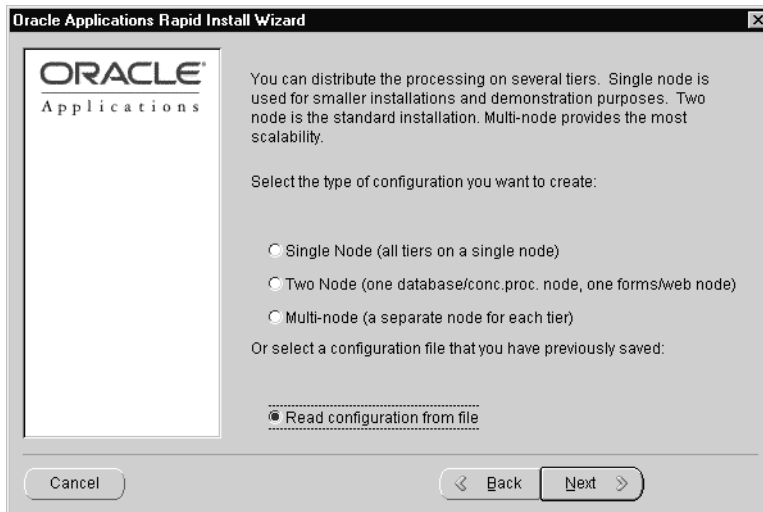 Oracle Applications Rapid Install Wizard
ORACLE®
Applications
You can distribute the processing on several tiers. Single node is
used for smaller installations and demonstration purposes. Two
node is the standard installation. Multi-node provides the most
scalability.
Select the type of configuration you want to create:
Single Node (all tiers on a single node)
Two Node (one database/conc.proc. node, one forms/web node)
Multi-node (a separate node for each tier)
Or select a configuration file that you have previously saved:
Read configuration from file
Cancel
Back
Next